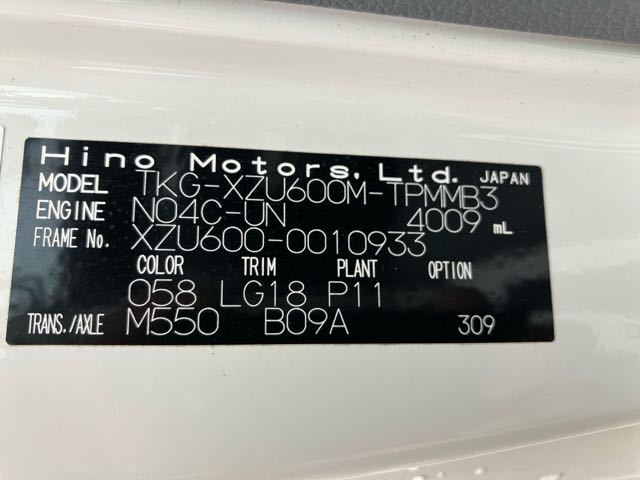 Hino Motors, Ltd. JAPAN
MODEL TKG-XZU600M-TPMMB3
ENGINE N04C-UN 4009 mL
FRAME No. XZU600-0010933
COLOR TRIM PLANT OPTION
058 LG18 P11
TRANS./AXLE M550 B09A 309